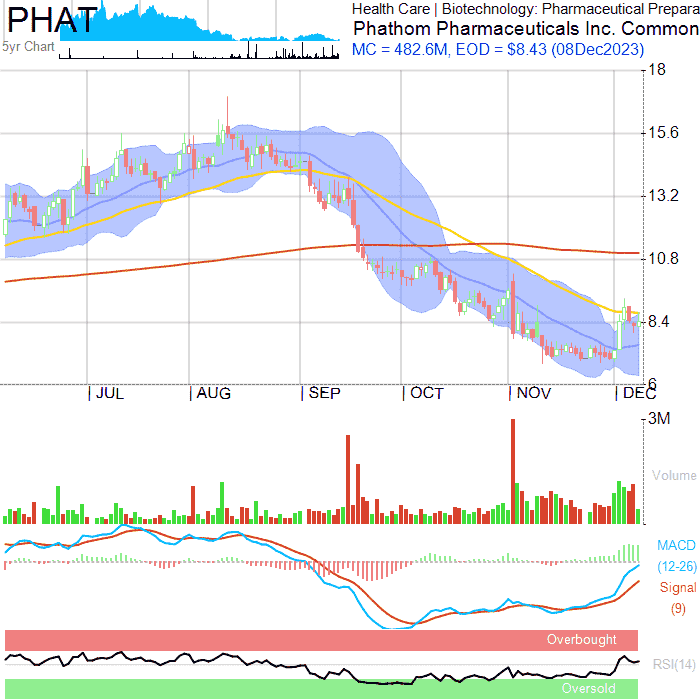 PHAT
5yr Chart
Health Care | Biotechnology: Pharmaceutical Prepara
Phathom Pharmaceuticals Inc. Common
MC = 482.6M, EOD = $8.43 (08Dec2023)
18
15.6
13.2
10.8
8.4
6
JUL
AUG
SEP
OCT
NOV
DEC
3M
Volume
MACD
(12-26)
Signal
(9)
Overbought
RSI(14)
Oversold